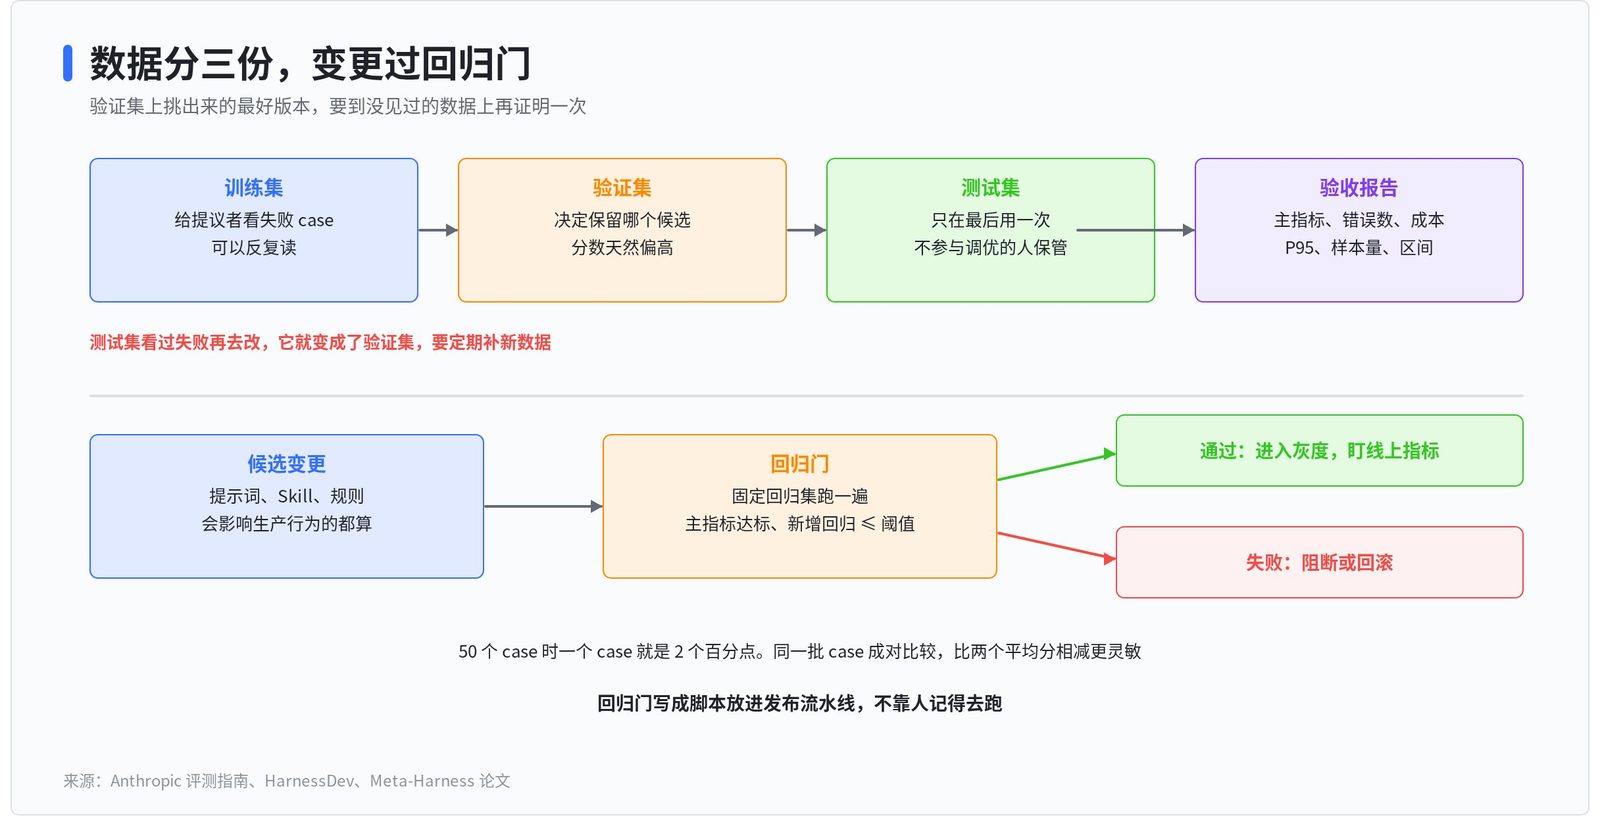 数据分三份，变更过回归门
验证集上挑出来的最好版本，要到没见过的数据上再证明一次
训练集
给提议者看失败 case
可以反复读
验证集
决定保留哪个候选
分数天然偏高
测试集
只在最后用一次
不参与调优的人保管
验收报告
主指标、错误数、成本
P95、样本量、区间
测试集看过失败再去改，它就变成了验证集，要定期补新数据
候选变更
提示词、Skill、规则
会影响生产行为的都算
回归门
固定回归集跑一遍
主指标达标、新增回归 ≤ 阈值
通过：进入灰度，盯线上指标
失败：阻断或回滚
50 个 case 时一个 case 就是 2 个百分点。同一批 case 成对比较，比两个平均分相减更灵敏
回归门写成脚本放进发布流水线，不靠人记得去跑
来源：Anthropic 评测指南、HarnessDev、Meta-Harness 论文